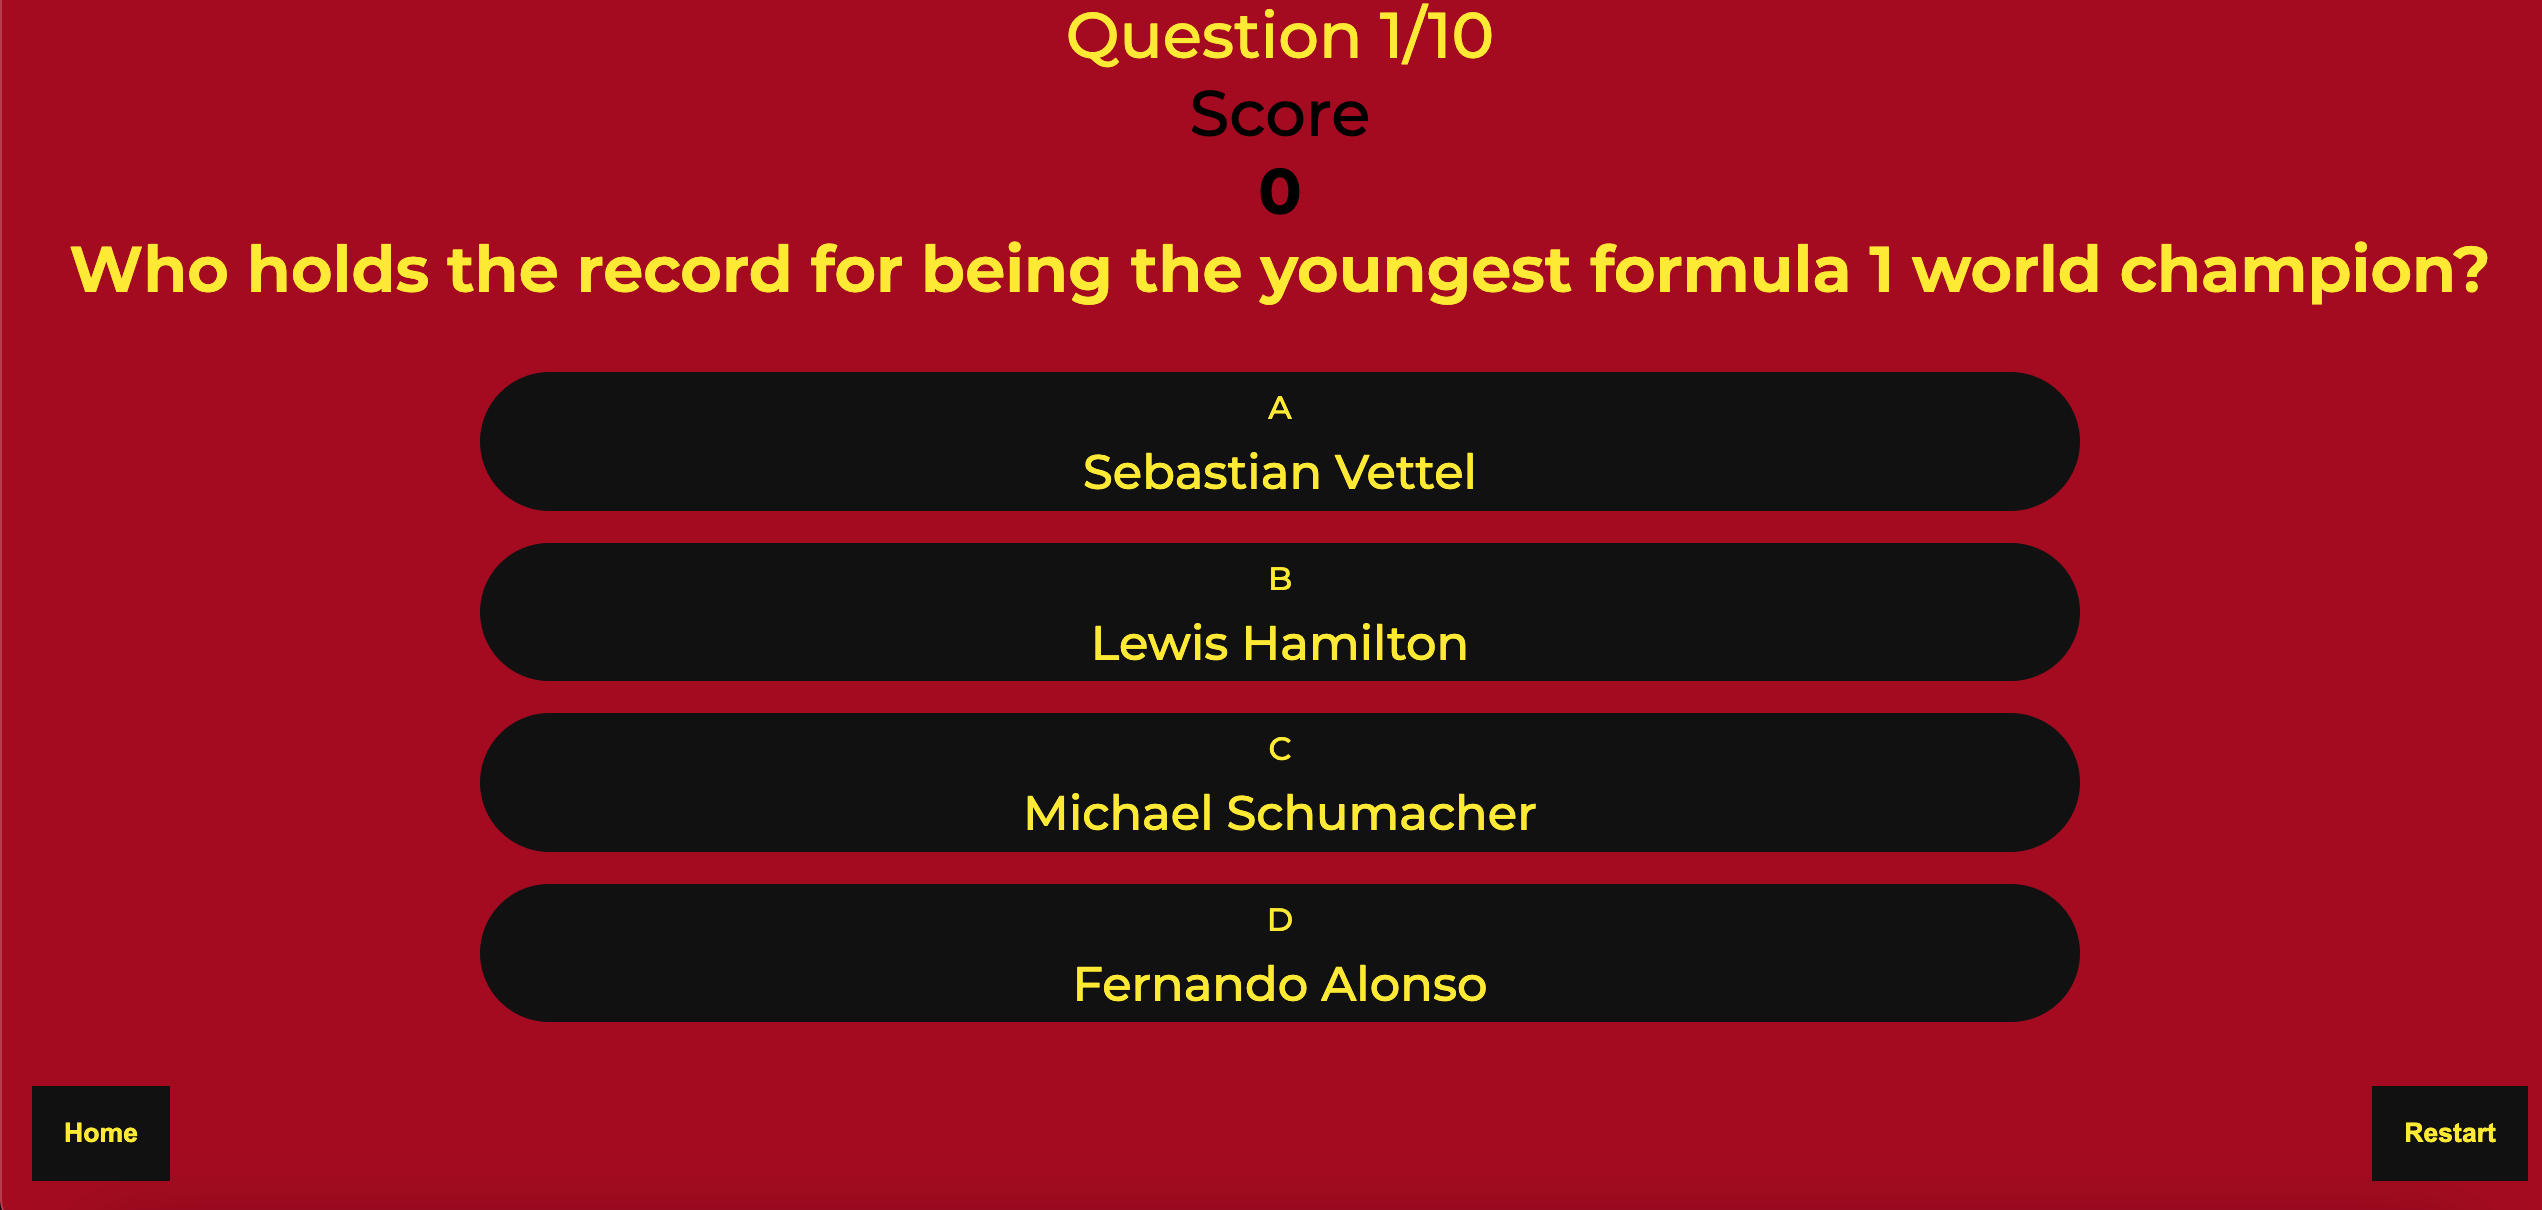 Question 1/10
Score
0
Who holds the record for being the youngest formula 1 world champion?
A
Sebastian Vettel
B
Lewis Hamilton
C
Michael Schumacher
D
Fernando Alonso
Home
Restart